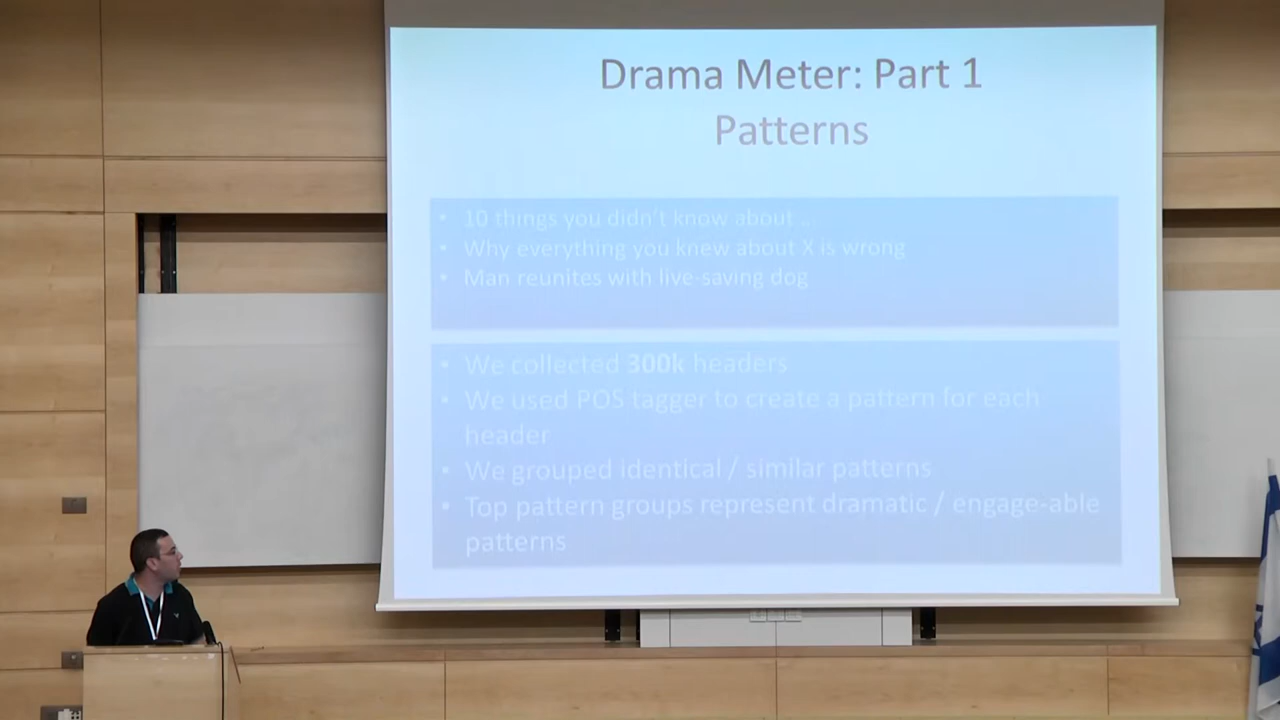 Drama Meter: Part 1
Patterns
• 10 things you didn't know about ...
• Why everything you knew about X is wrong
• Man reunites with live-saving dog
• We collected 300k headers
• We used POS tagger to create a pattern for each
header
• We grouped identical / similar patterns
• Top pattern groups represent dramatic / engage-able
patterns